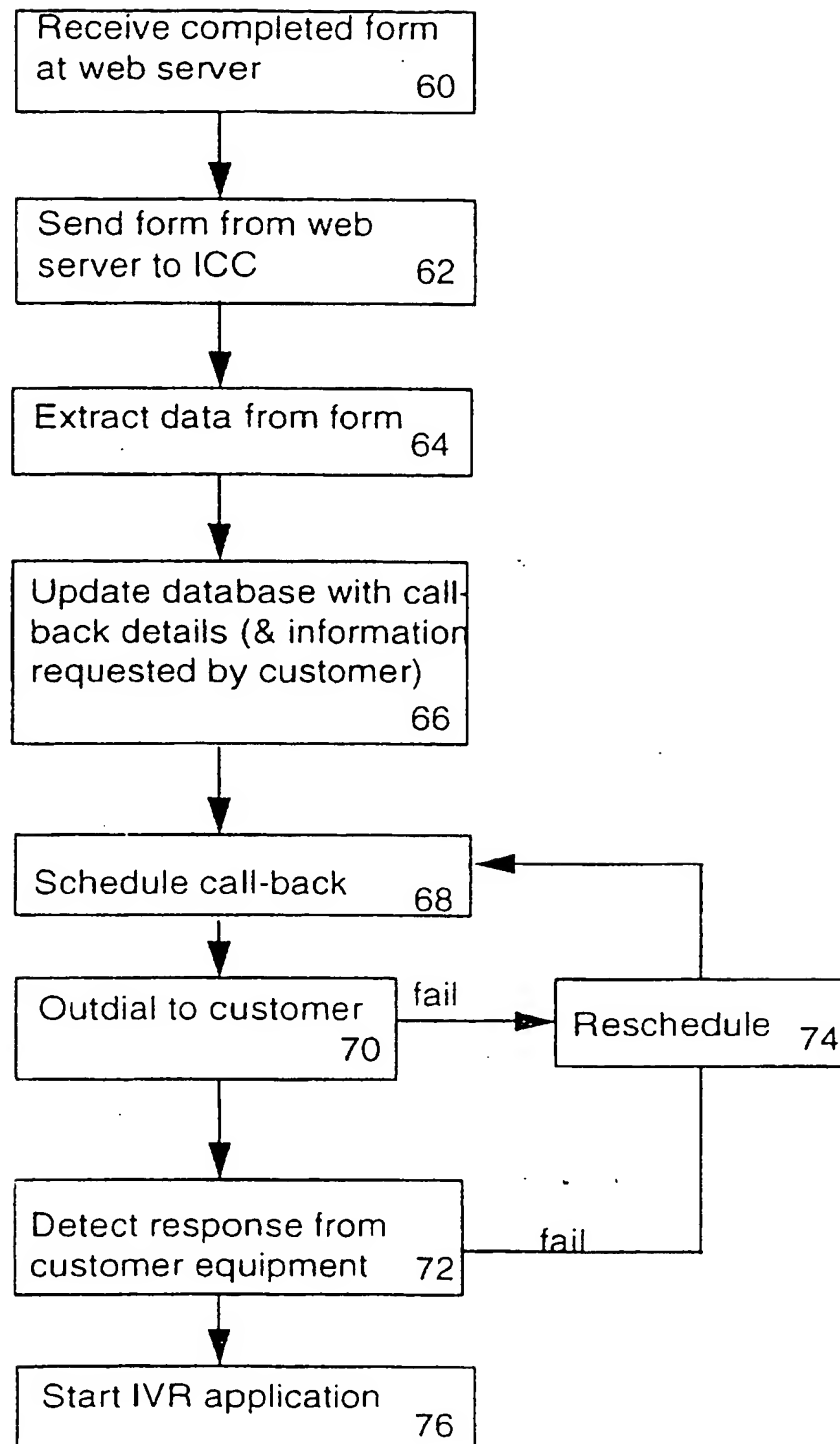 Receive completed form
at web server
60
Send form from web
server to ICC
62
Extract data from form
64
Update database with call-
back details (& information
requested by customer)
66
Schedule call-back
68
Outdial to customer
70
fail
Reschedule
74
Detect response from
customer equipment
72
fail
Start IVR application
76